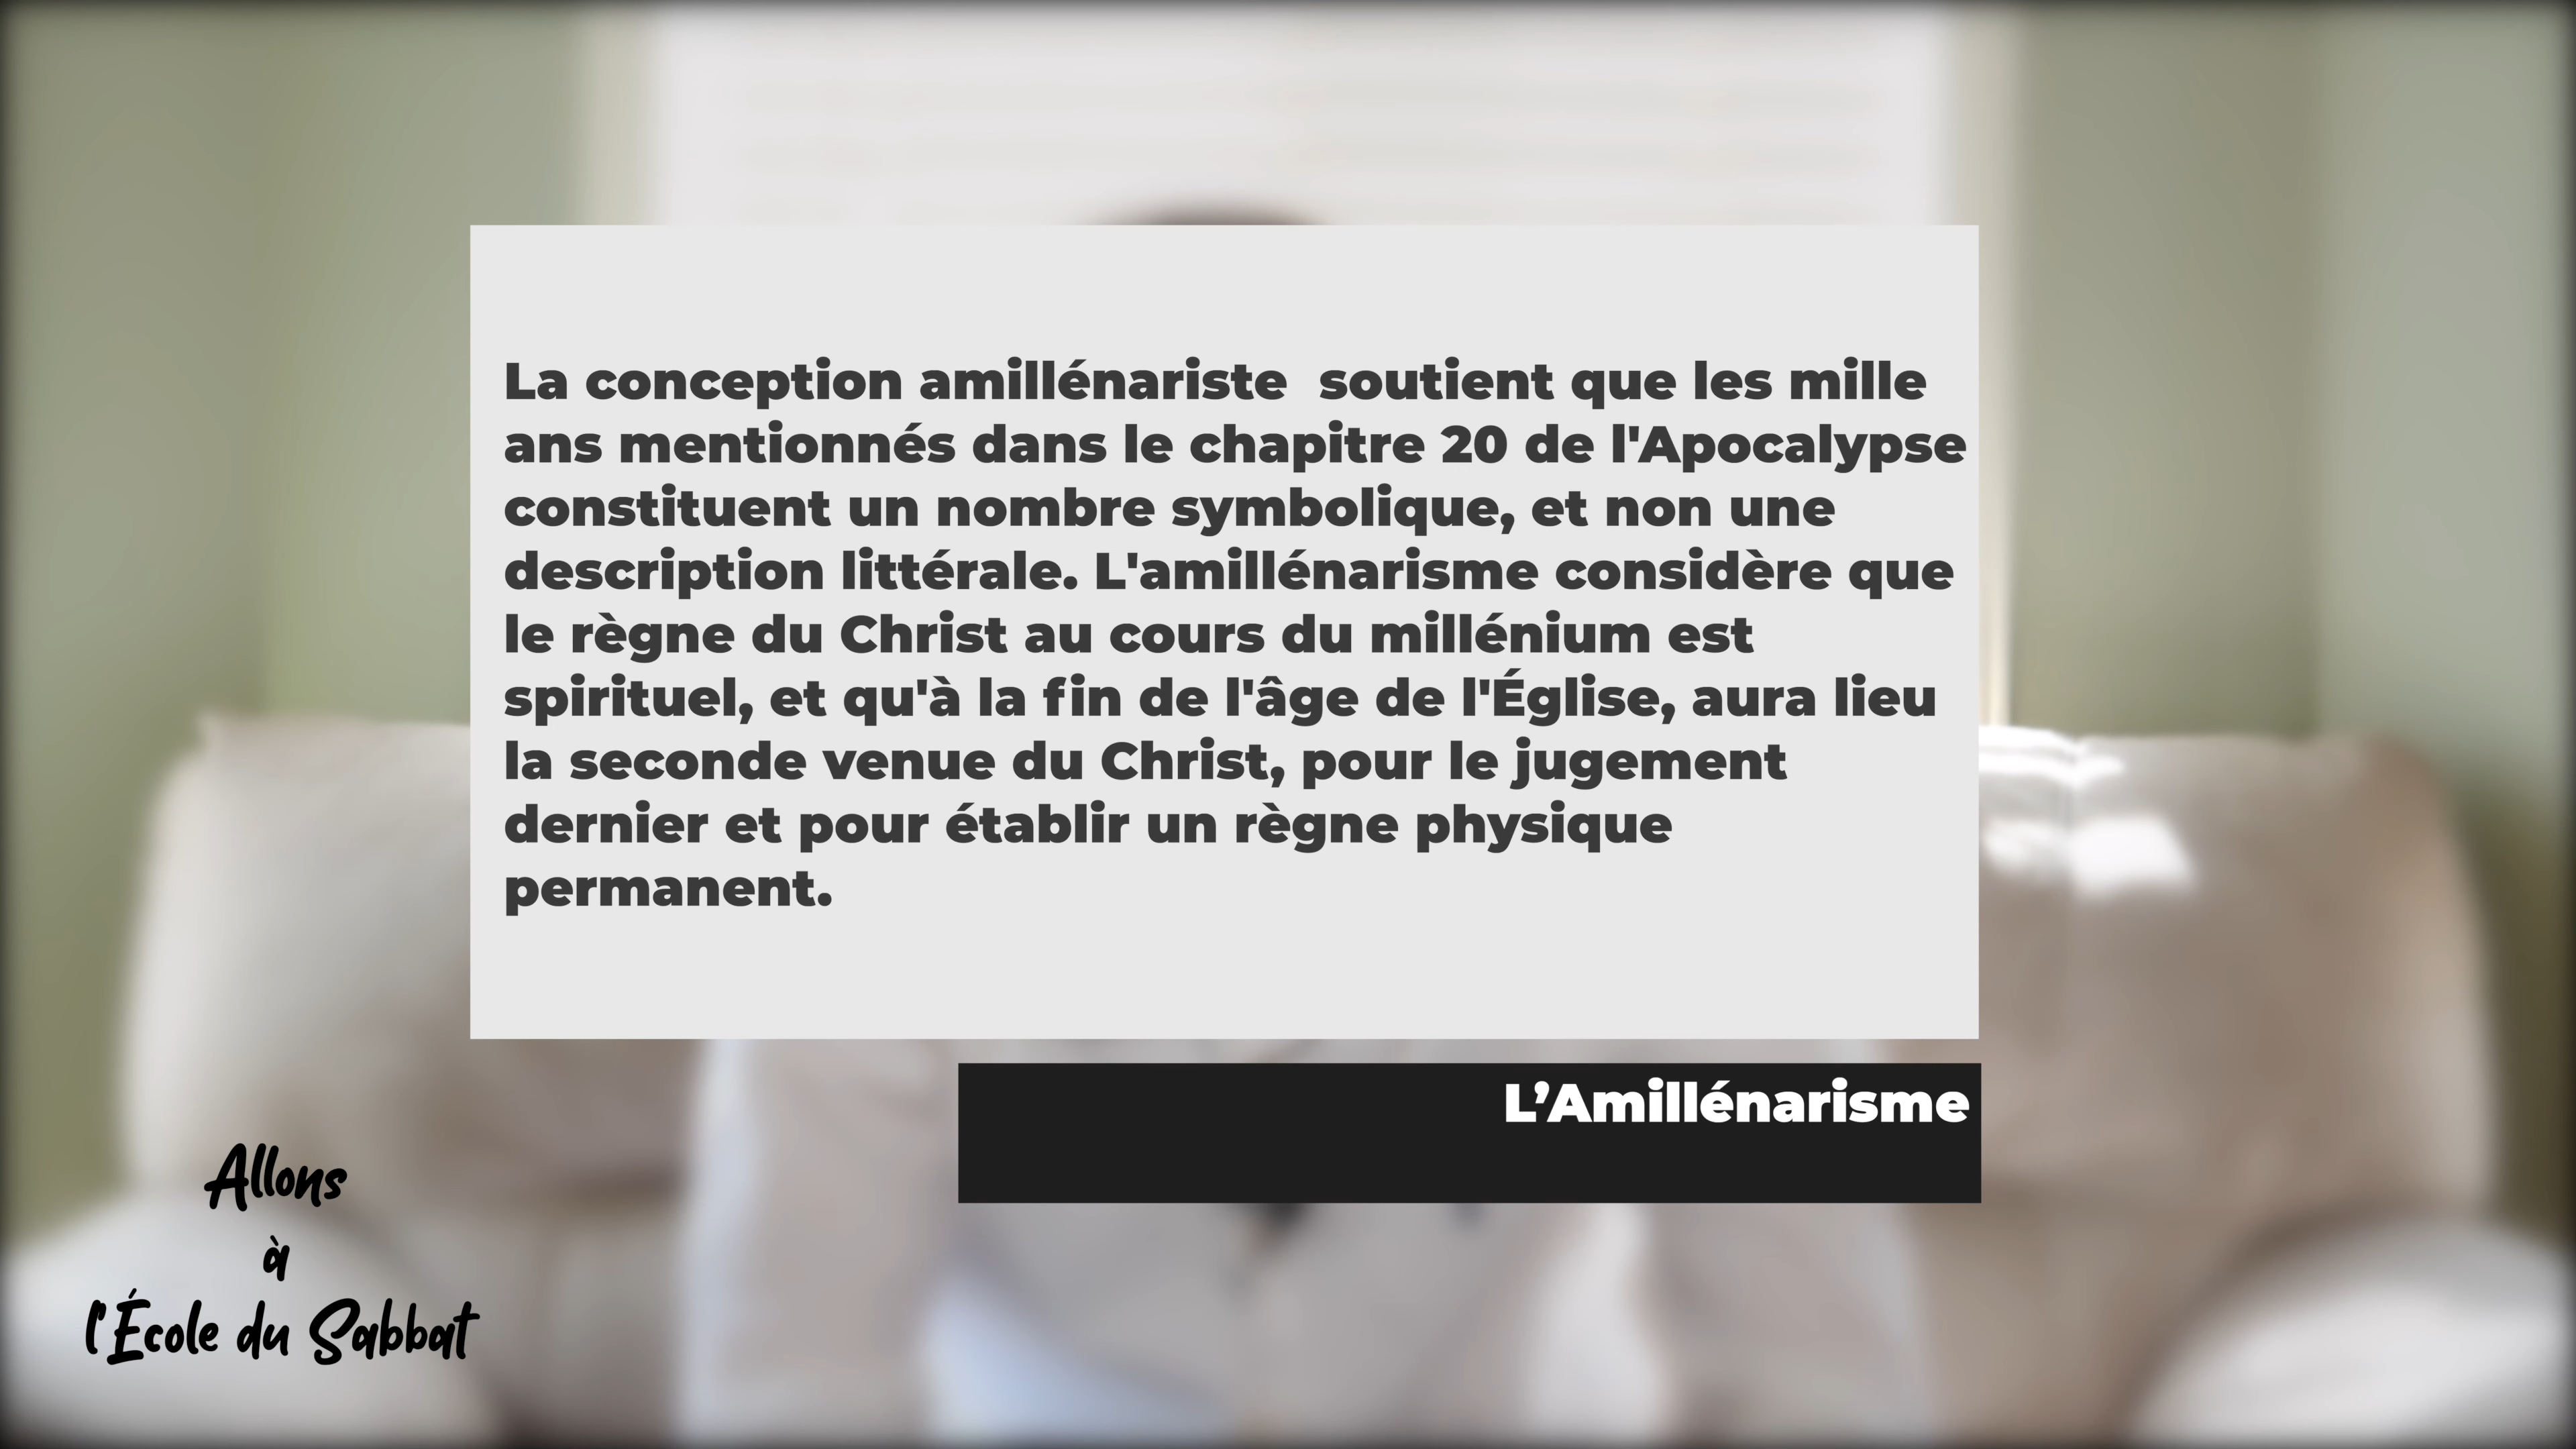 La conception amillénariste  soutient que les mille
ans mentionnés dans le chapitre 20 de l'Apocalypse
constituent un nombre symbolique, et non une
description littérale. L'amillénarisme considère que
le règne du Christ au cours du millénium est
spirituel, et qu'à la fin de l'âge de l'Église, aura lieu
la seconde venue du Christ, pour le jugement
dernier et pour établir un règne physique
permanent.
L’Amillénarisme
Allons
à
l'École du Sabbat